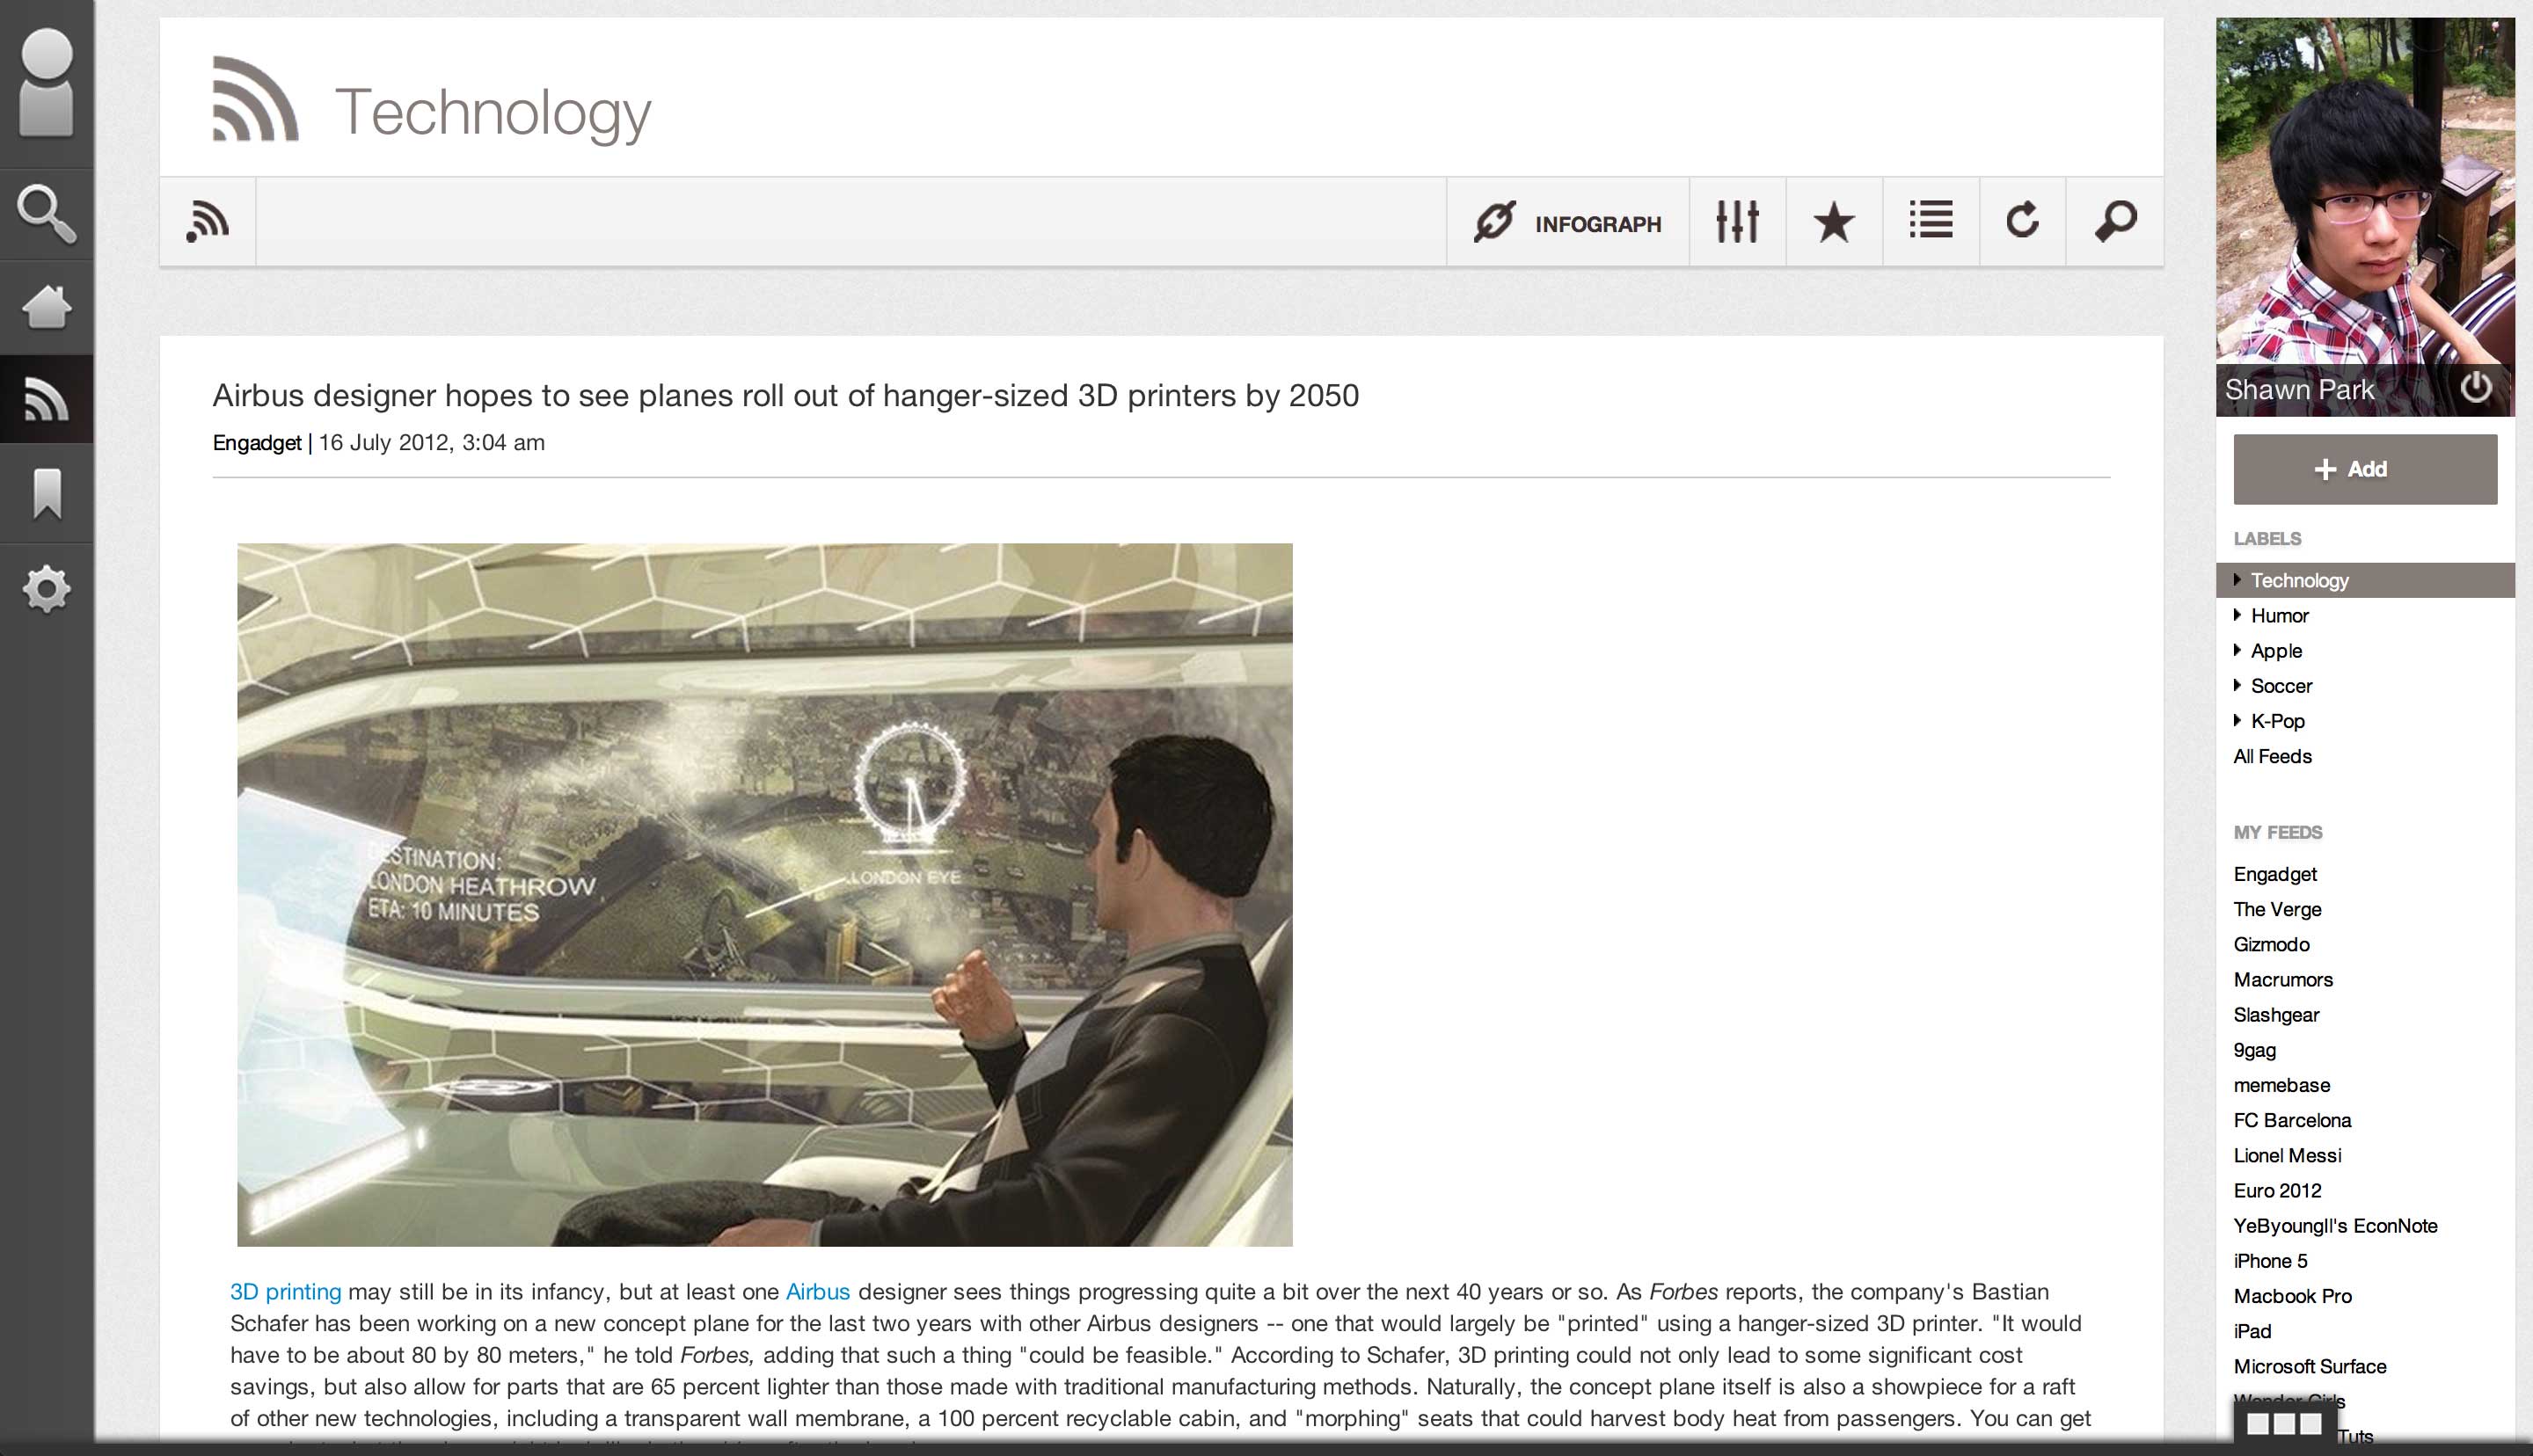 Technology
INFOGRAPH
Airbus designer hopes to see planes roll out of hanger-sized 3D printers by 2050
Engadget | 16 July 2012, 3:04 am
DESTINATION:
LONDON HEATHROW
ETA: 10 MINUTES
LONDON EYE
3D printing may still be in its infancy, but at least one Airbus designer sees things progressing quite a bit over the next 40 years or so. As Forbes reports, the company's Bastian
Schafer has been working on a new concept plane for the last two years with other Airbus designers -- one that would largely be "printed" using a hanger-sized 3D printer. "It would
have to be about 80 by 80 meters," he told Forbes, adding that such a thing "could be feasible." According to Schafer, 3D printing could not only lead to some significant cost
savings, but also allow for parts that are 65 percent lighter than those made with traditional manufacturing methods. Naturally, the concept plane itself is also a showpiece for a raft
of other new technologies, including a transparent wall membrane, a 100 percent recyclable cabin, and "morphing" seats that could harvest body heat from passengers. You can get
Shawn Park
+ Add
LABELS
Technology
Humor
Apple
Soccer
K-Pop
All Feeds
MY FEEDS
Engadget
The Verge
Gizmodo
Macrumors
Slashgear
9gag
memebase
FC Barcelona
Lionel Messi
Euro 2012
YeByoungIl's EconNote
iPhone 5
Macbook Pro
iPad
Microsoft Surface
Wonder Girls
Tuts